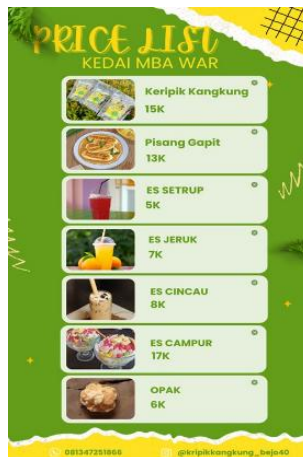 PRICE LIST
KEDAI MBA WAR
Keripik Kangkung
15K
Pisang Gapit
13K
ES SETRUP
5K
ES JERUK
7K
ES CINCAU
8K
ES CAMPUR
17K
OPAK
6K
081347251866
@kripikkangkung_bejo40